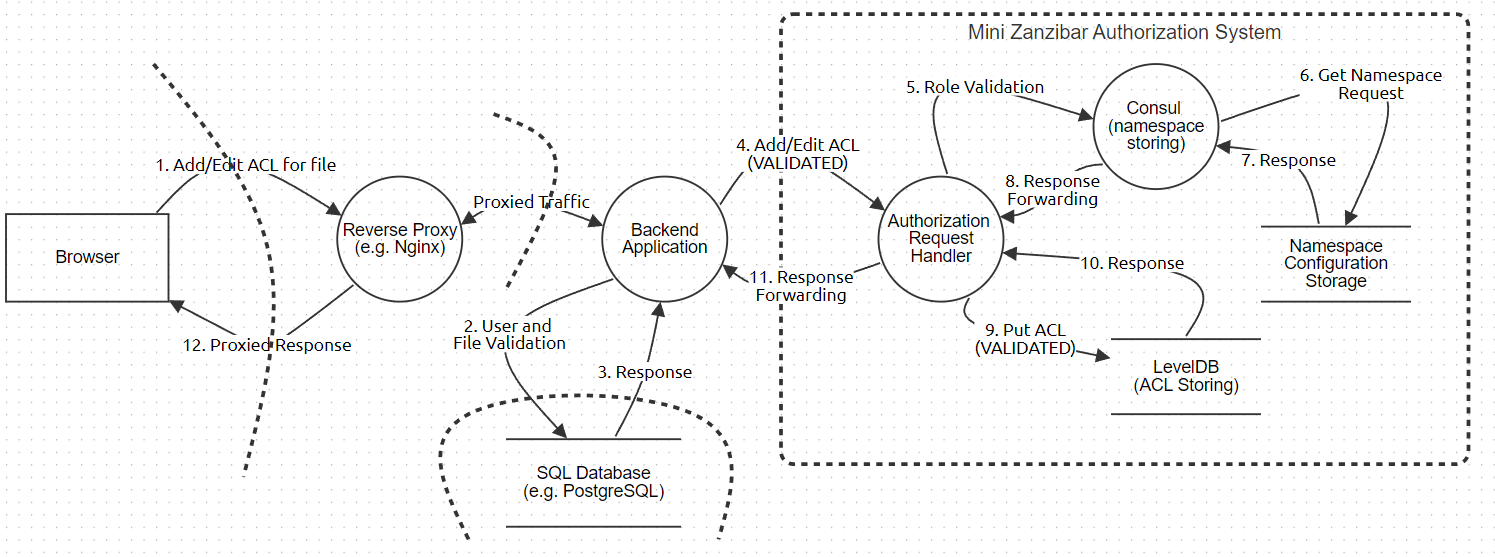 Mini Zanzibar Authorization System
1. Add/Edit ACL for file
Browser
Reverse Proxy
(e.g. Nginx)
12. Proxied Response
Proxied Traffic
Backend
Application
2. User and
File Validation
3. Response
SQL Database
(e.g. PostgreSQL)
4. Add/Edit ACL
(VALIDATED)
11. Response
Forwarding
Authorization
Request
Handler
5. Role Validation
Consul
(namespace
storing)
6. Get Namespace
Request
7. Response
8. Response
Forwarding
Namespace
Configuration
Storage
9. Put ACL
(VALIDATED)
10. Response
LevelDB
(ACL Storing)